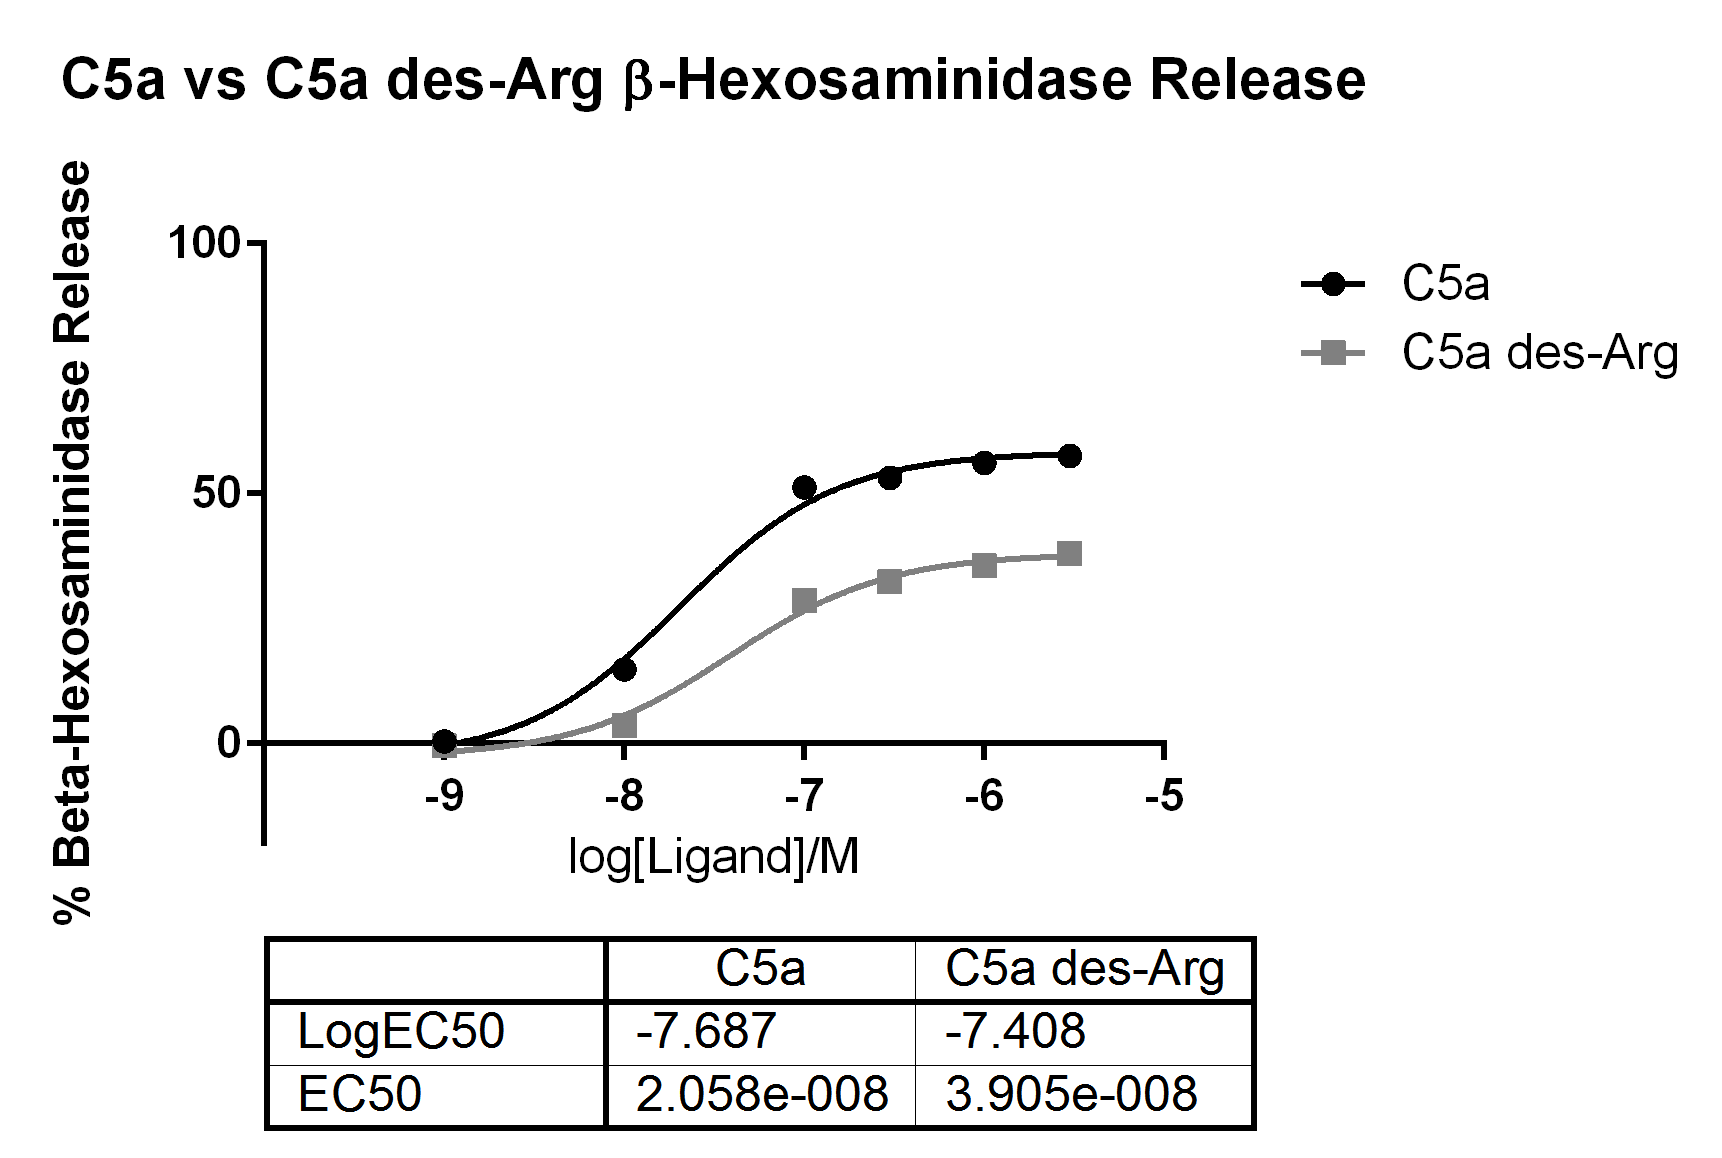 C5a vs C5a des-Arg β-Hexosaminidase Release
% Beta-Hexosaminidase Release
100
50
0
-9 -8 -7 -6 -5
log[Ligand]/M
C5a
C5a des-Arg
C5a C5a des-Arg
LogEC50 -7.687 -7.408
EC50 2.058e-008 3.905e-008